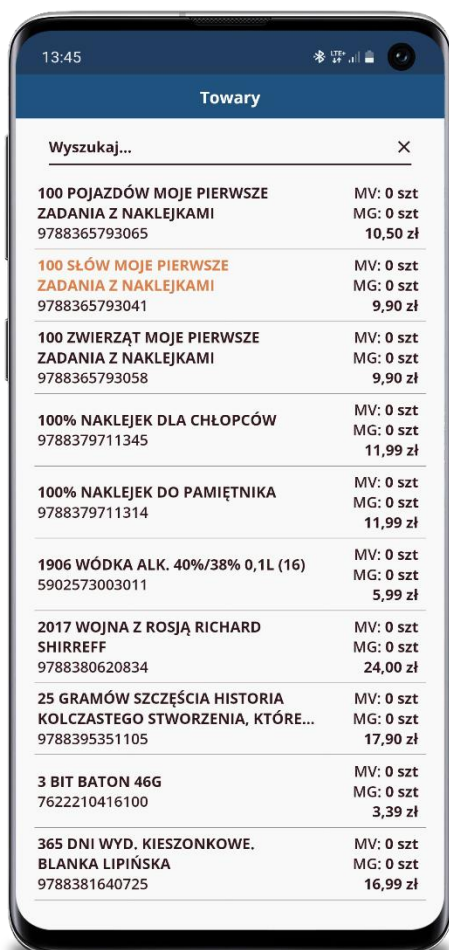 13:45
LTE+
Towary
Wyszukaj...
100 POJAZDÓW MOJE PIERWSZE MV: 0 szt
ZADANIA Z NAKLEJKAMI MG: 0 szt
9788365793065 10,50 zł
100 SŁÓW MOJE PIERWSZE MV: 0 szt
ZADANIA Z NAKLEJKAMI MG: 0 szt
9788365793041 9,90 zł
100 ZWIERZĄT MOJE PIERWSZE MV: 0 szt
ZADANIA Z NAKLEJKAMI MG: 0 szt
9788365793058 9,90 zł
100% NAKLEJEK DLA CHŁOPCÓW MV: 0 szt
9788379711345 MG: 0 szt
11,99 zł
100% NAKLEJEK DO PAMIĘTNIKA MV: 0 szt
9788379711314 MG: 0 szt
11,99 zł
1906 WÓDKA ALK. 40%/38% 0,1L (16) MV: 0 szt
5902573003011 MG: 0 szt
5,99 zł
2017 WOJNA Z ROSJĄ RICHARD MV: 0 szt
SHIRREFF MG: 0 szt
9788380620834 24,00 zł
25 GRAMÓW SZCZĘŚCIA HISTORIA MV: 0 szt
KOLCZASTEGO STWORZENIA, KTÓRE... MG: 0 szt
9788395351105 17,90 zł
3 BIT BATON 46G MV: 0 szt
7622210416100 MG: 0 szt
3,39 zł
365 DNI WYD. KIESZONKOWE. MV: 0 szt
BLANKA LIPIŃSKA MG: 0 szt
9788381640725 16,99 zł